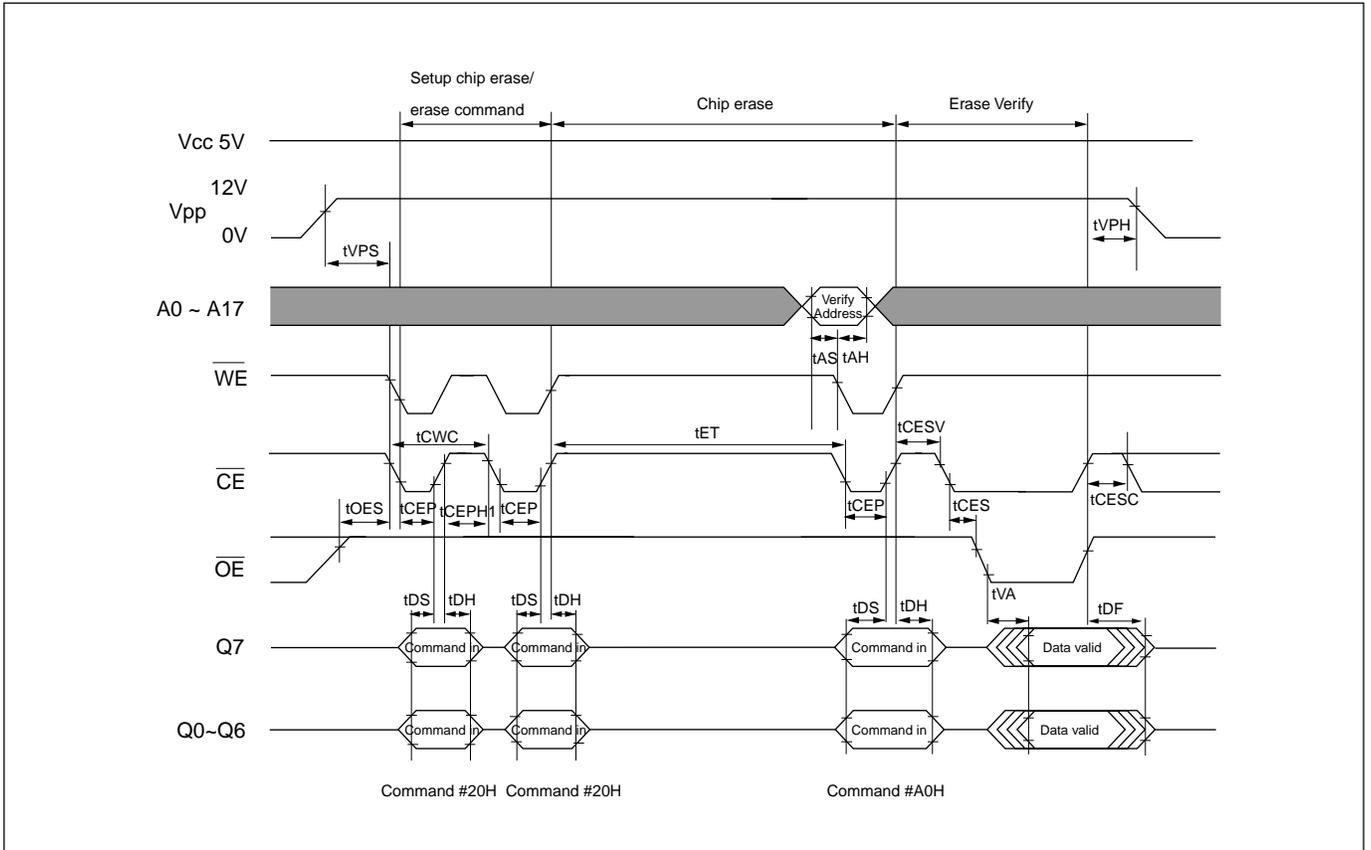 Setup chip erase/
erase command
Chip erase
Erase Verify
Vcc 5V
12V
Vpp
0V
tVPS
tVPH
A0 ~ A17
Verify
Address
tAS
tAH
WE
tCWC
tET
tCESV
CE
tOES
tCEP
tCEPH1
tCEP
tCEP
tCES
tCESC
OE
tVA
tDS
tDH
tDS
tDH
tDS
tDH
tDF
Q7
Command in
Command in
Command in
Data valid
Q0~Q6
Command in
Command in
Command in
Data valid
Command #20H
Command #20H
Command #A0H